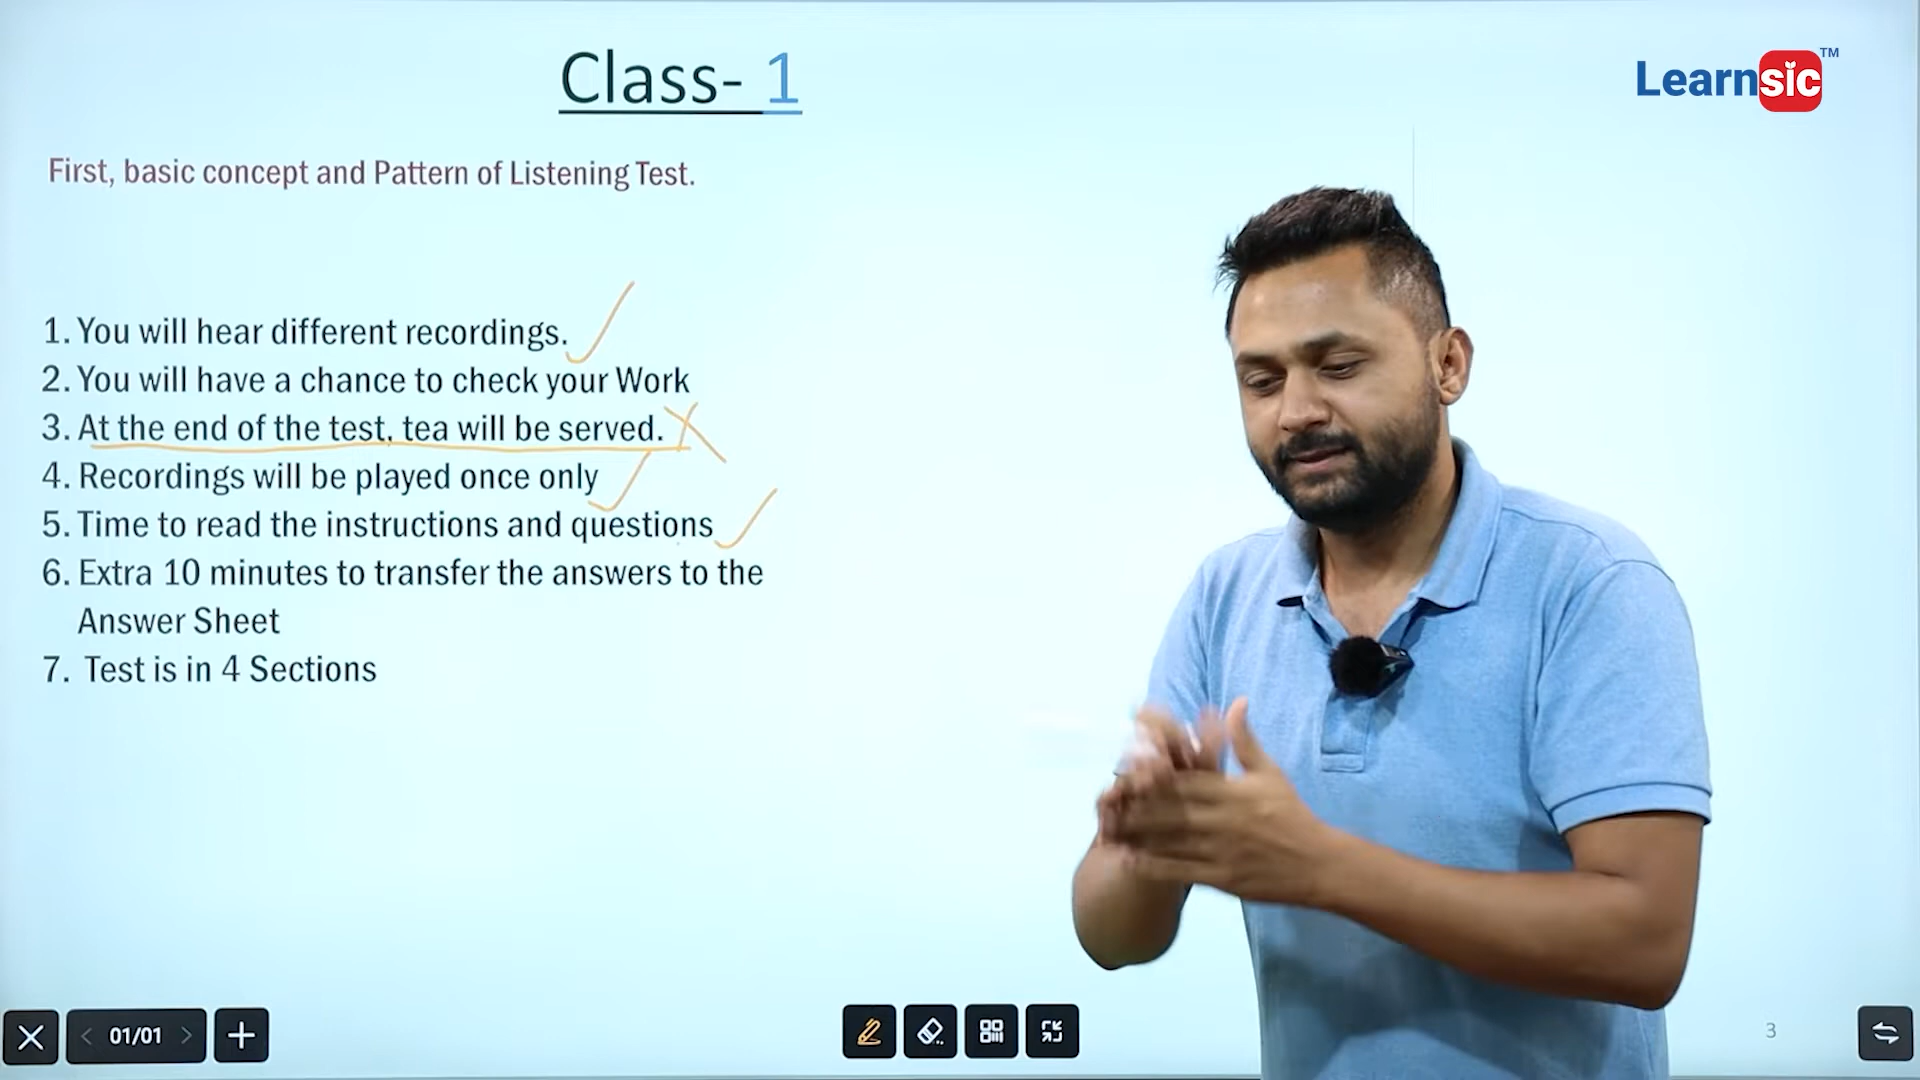 Class- 1
Learnsic™
First, basic concept and Pattern of Listening Test.
1. You will hear different recordings.
2. You will have a chance to check your Work
3. At the end of the test, tea will be served.
4. Recordings will be played once only
5. Time to read the instructions and questions
6. Extra 10 minutes to transfer the answers to the
Answer Sheet
7. Test is in 4 Sections
01/01
3